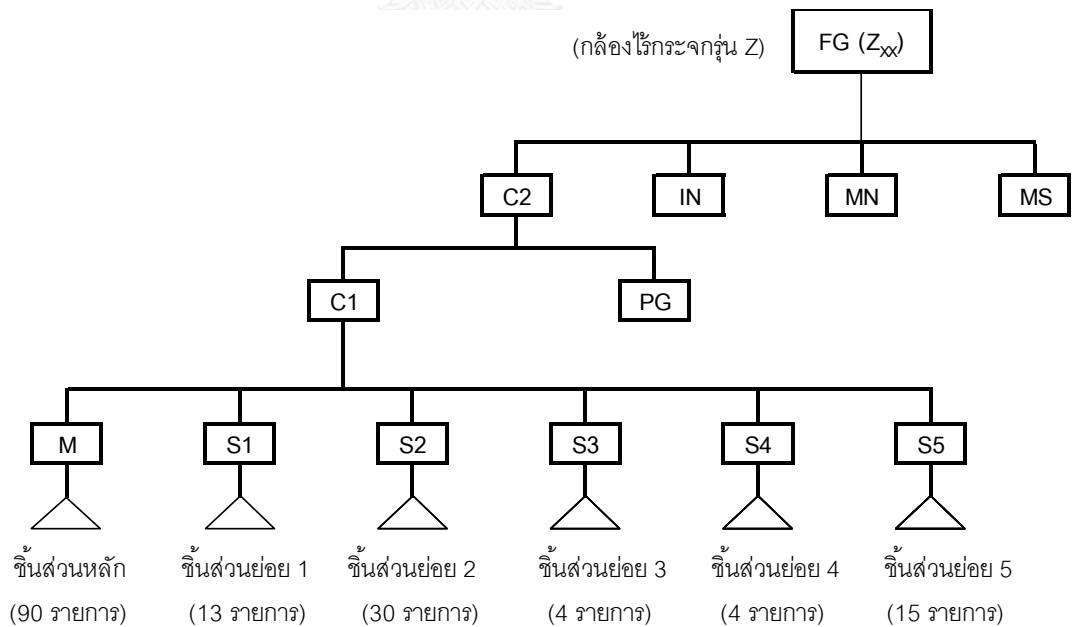 FG (Zxx)
(กล้องไร้กระจกรุ่น Z)
C2 IN MN MS
C1 PG
M S1 S2 S3 S4 S5
ชิ้นส่วนหลัก ชิ้นส่วนย่อย 1 ชิ้นส่วนย่อย 2 ชิ้นส่วนย่อย 3 ชิ้นส่วนย่อย 4 ชิ้นส่วนย่อย 5
(90 รายการ) (13 รายการ) (30 รายการ) (4 รายการ) (4 รายการ) (15 รายการ)